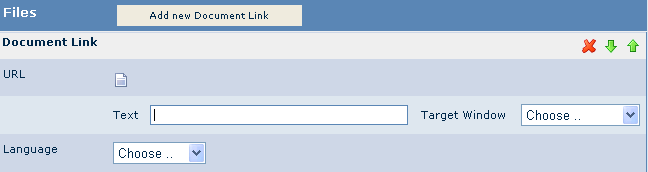 Files Add new Document Link
Document Link
URL
Text Target Window Choose ..
Language Choose ..